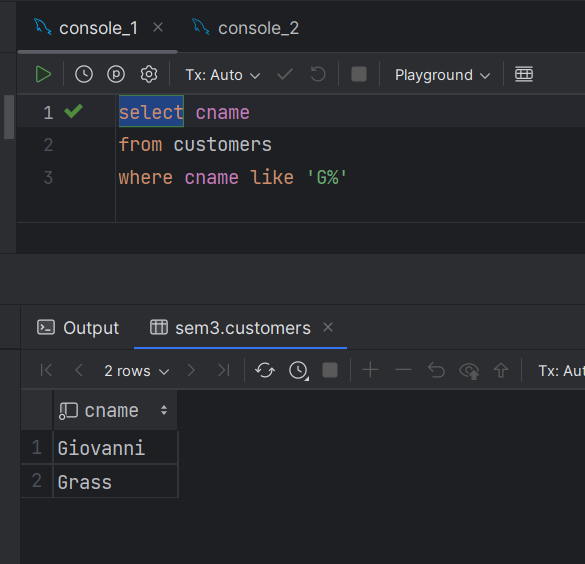 console_1 console_2
Tx: Auto Playground
1 select cname
2 from customers
3 where cname like 'G%'
Output sem3.customers
2 rows Tx: Aut
cname
1 Giovanni
2 Grass